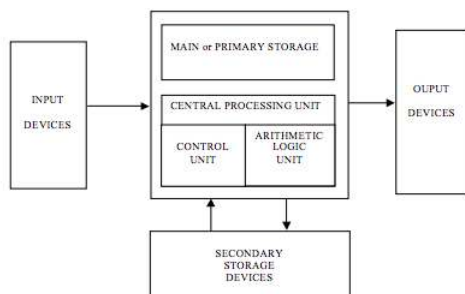 INPUT
DEVICES
MAIN or PRIMARY STORAGE
CENTRAL PROCESSING UNIT
CONTROL
UNIT
ARITHMETIC
LOGIC
UNIT
OUPUT
DEVICES
SECONDARY
STORAGE
DEVICES